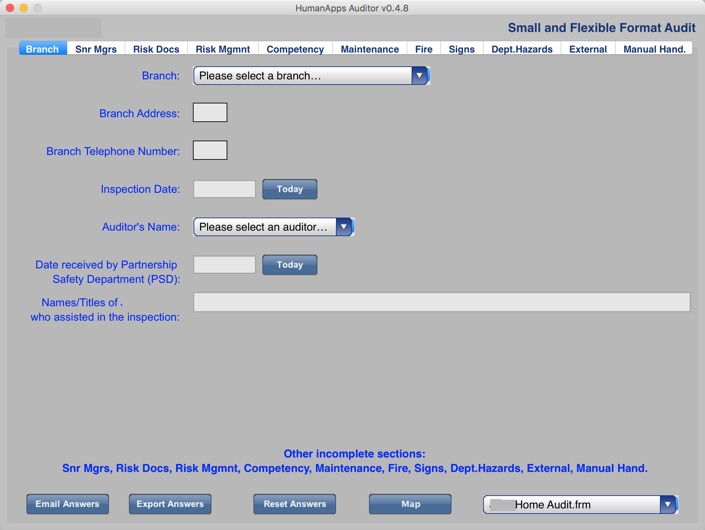 HumanApps Auditor v0.4.8
Small and Flexible Format Audit
Branch Snr Mgrs Risk Docs Risk Mgmnt Competency Maintenance Fire Signs Dept.Hazards External Manual Hand.
Branch: Please select a branch...
Branch Address:
Branch Telephone Number:
Inspection Date: Today
Auditor's Name: Please select an auditor...
Date received by Partnership
Safety Department (PSD): Today
Names/Titles of .
who assisted in the inspection:
Other incomplete sections:
Snr Mgrs, Risk Docs, Risk Mgmnt, Competency, Maintenance, Fire, Signs, Dept.Hazards, External, Manual Hand.
Email Answers Export Answers Reset Answers Map Home Audit.frm